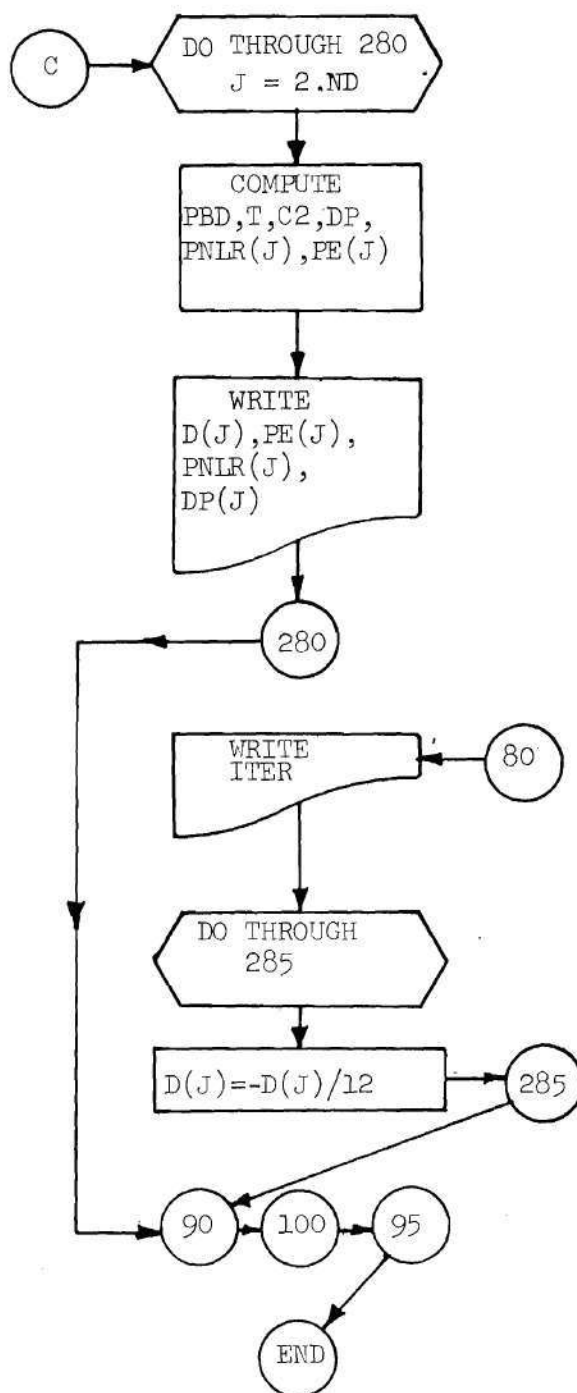 C
DO THROUGH 280
J = 2.ND
COMPUTE
PBD,T,C2,DP,
PNLR(J),PE(J)
WRITE
D(J),PE(J),
PNLR(J),
DP(J)
280
WRITE
ITER
80
DO THROUGH
285
D(J)=-D(J)/12
285
90
100
95
END